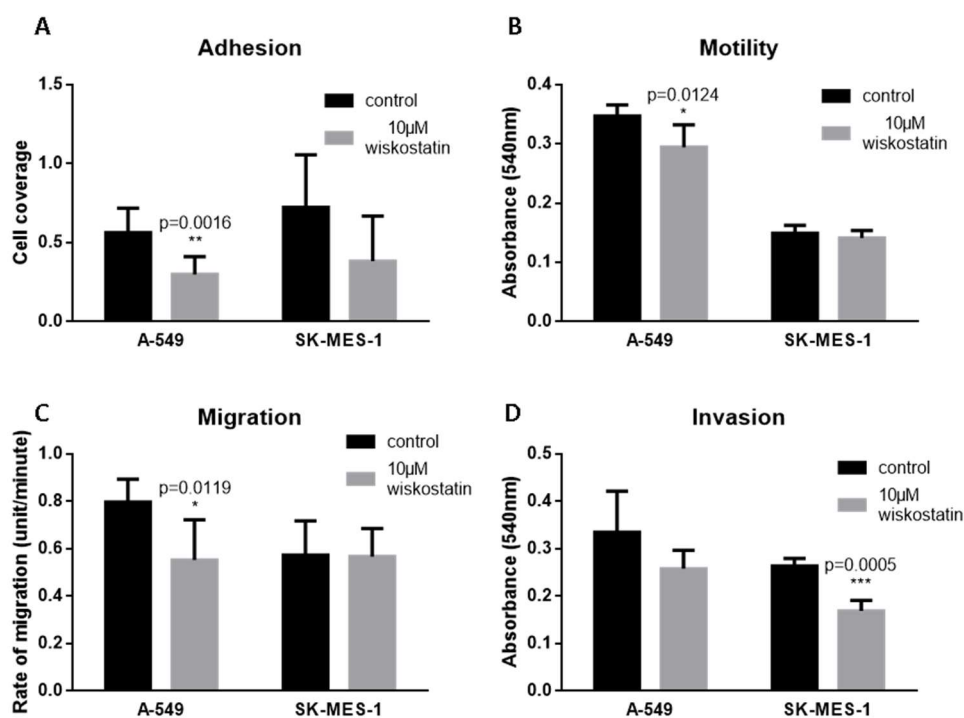 A
Adhesion
Cell coverage
1.5
1.0
0.5
0.0
control
10µM
wiskostatin
p=0.0016
**
A-549
SK-MES-1
B
Motility
Absorbance (540nm)
0.4
0.3
0.2
0.1
0.0
control
10µM
wiskostatin
p=0.0124
*
A-549
SK-MES-1
C
Migration
Rate of migration (unit/minute)
1.0
0.8
0.6
0.4
0.2
0.0
control
10µM
wiskostatin
p=0.0119
*
A-549
SK-MES-1
D
Invasion
Absorbance (540nm)
0.5
0.4
0.3
0.2
0.1
0.0
control
10µM
wiskostatin
p=0.0005
***
A-549
SK-MES-1